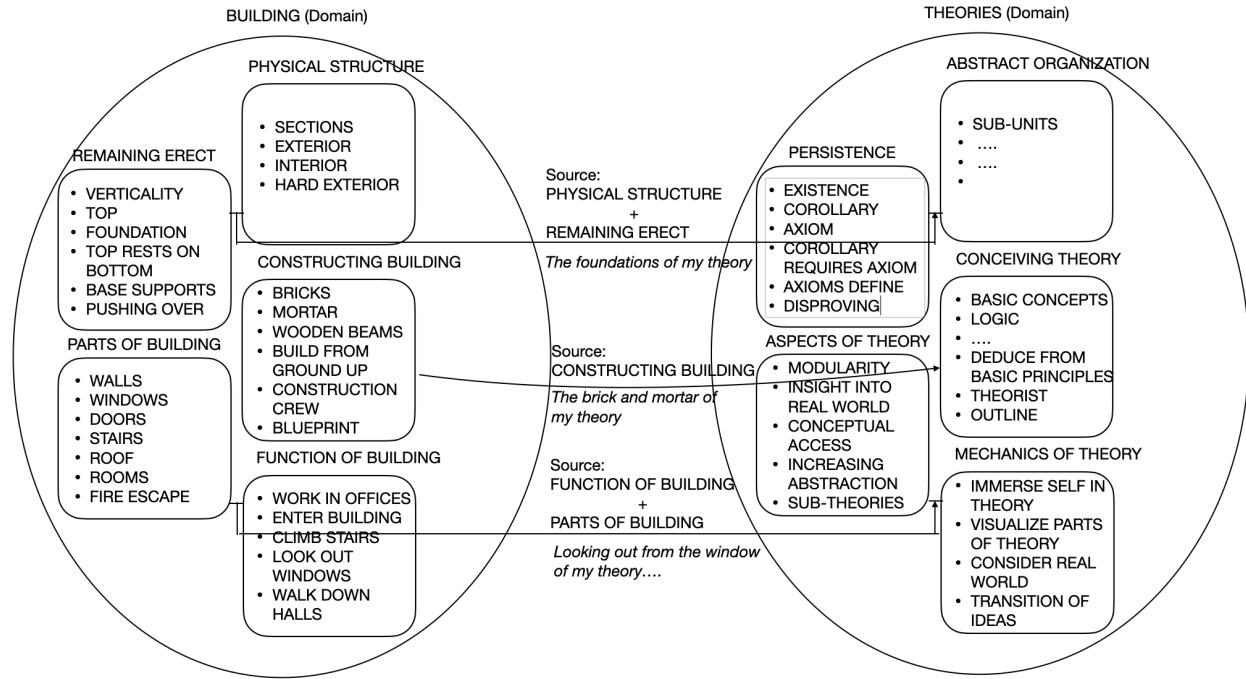 BUILDING (Domain)
PHYSICAL STRUCTURE
• SECTIONS
• EXTERIOR
• INTERIOR
• HARD EXTERIOR
REMAINING ERECT
• VERTICALITY
• TOP
• FOUNDATION
• TOP RESTS ON
BOTTOM
• BASE SUPPORTS
• PUSHING OVER
CONSTRUCTING BUILDING
• BRICKS
• MORTAR
• WOODEN BEAMS
• BUILD FROM
GROUND UP
• CONSTRUCTION
CREW
• BLUEPRINT
PARTS OF BUILDING
• WALLS
• WINDOWS
• DOORS
• STAIRS
• ROOF
• ROOMS
• FIRE ESCAPE
FUNCTION OF BUILDING
• WORK IN OFFICES
• ENTER BUILDING
• CLIMB STAIRS
• LOOK OUT
WINDOWS
• WALK DOWN
HALLS
Source:
PHYSICAL STRUCTURE
+
REMAINING ERECT
The foundations of my theory
Source:
CONSTRUCTING BUILDING
The brick and mortar of
my theory
Source:
FUNCTION OF BUILDING
+
PARTS OF BUILDING
Looking out from the window
of my theory....
THEORIES (Domain)
ABSTRACT ORGANIZATION
• SUB-UNITS
• ....
• ....
•
PERSISTENCE
• EXISTENCE
• COROLLARY
• AXIOM
• COROLLARY
REQUIRES AXIOM
• AXIOMS DEFINE
• DISPROVING
CONCEIVING THEORY
• BASIC CONCEPTS
• LOGIC
• ....
• DEDUCE FROM
BASIC PRINCIPLES
• THEORIST
• OUTLINE
ASPECTS OF THEORY
• MODULARITY
• INSIGHT INTO
REAL WORLD
• CONCEPTUAL
ACCESS
• INCREASING
ABSTRACTION
• SUB-THEORIES
MECHANICS OF THEORY
• IMMERSE SELF IN
THEORY
• VISUALIZE PARTS
OF THEORY
• CONSIDER REAL
WORLD
• TRANSITION OF
IDEAS